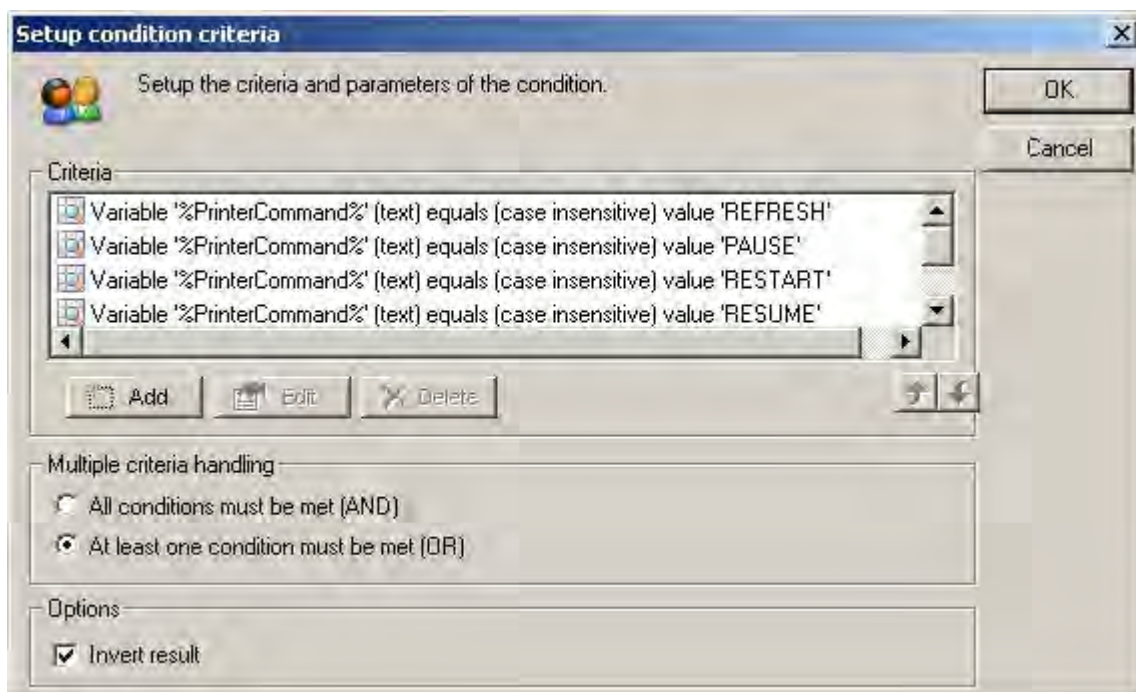 Setup condition criteria
Setup the criteria and parameters of the condition.
OK
Cancel
Criteria
Variable '%PrinterCommand%' (text) equals (case insensitive) value 'REFRESH'
Variable '%PrinterCommand%' (text) equals (case insensitive) value 'PAUSE'
Variable '%PrinterCommand%' (text) equals (case insensitive) value 'RESTART'
Variable '%PrinterCommand%' (text) equals (case insensitive) value 'RESUME'
Add Edit Delete
Multiple criteria handling
All conditions must be met (AND)
At least one condition must be met (OR)
Options
Invert result